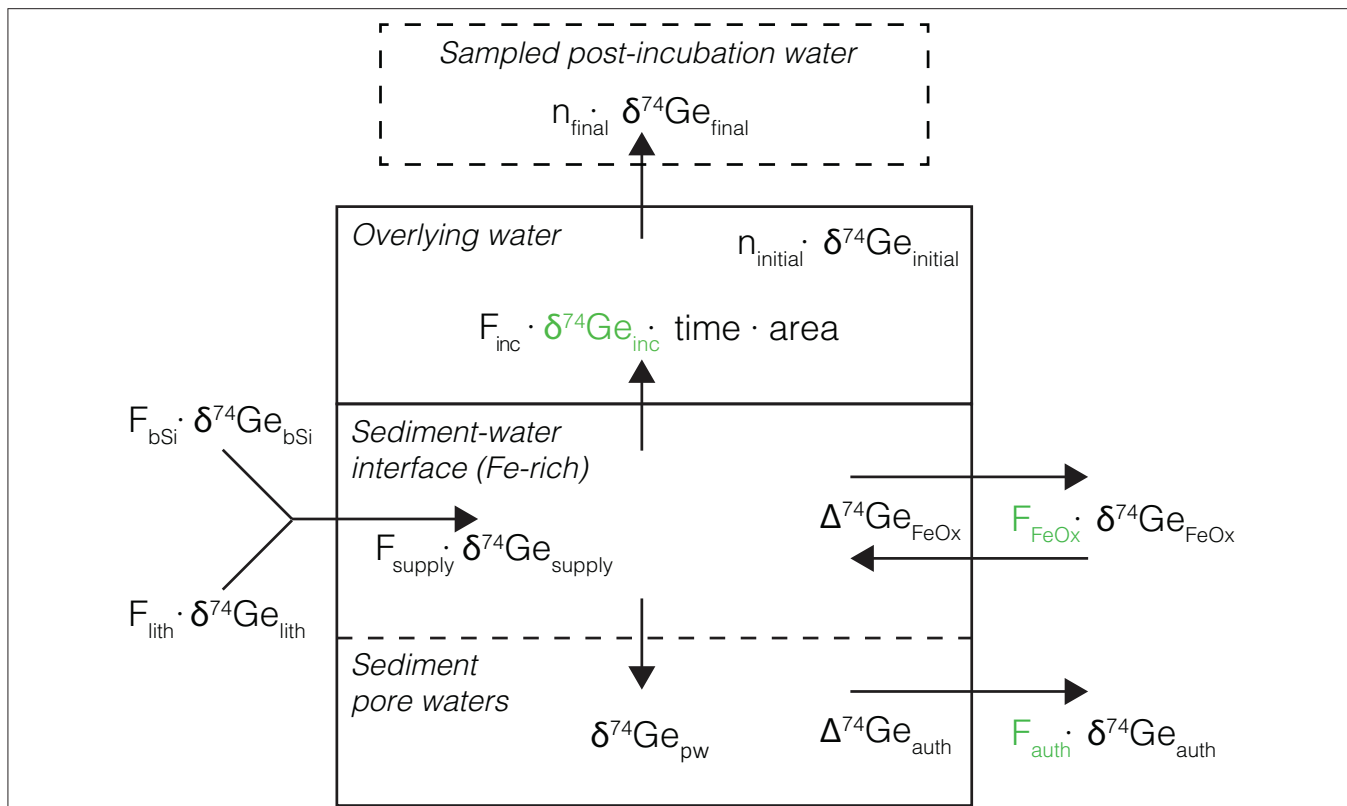 Sampled post-incubation water
n_final · δ⁷⁴Ge_final
Overlying water
n_initial · δ⁷⁴Ge_initial
F_inc · δ⁷⁴Ge_inc · time · area
F_bSi · δ⁷⁴Ge_bSi
Sediment-water
interface (Fe-rich)
Δ⁷⁴Ge_FeOx
F_FeOx · δ⁷⁴Ge_FeOx
F_supply · δ⁷⁴Ge_supply
F_lith · δ⁷⁴Ge_lith
Sediment
pore waters
δ⁷⁴Ge_pw
Δ⁷⁴Ge_auth
F_auth · δ⁷⁴Ge_auth